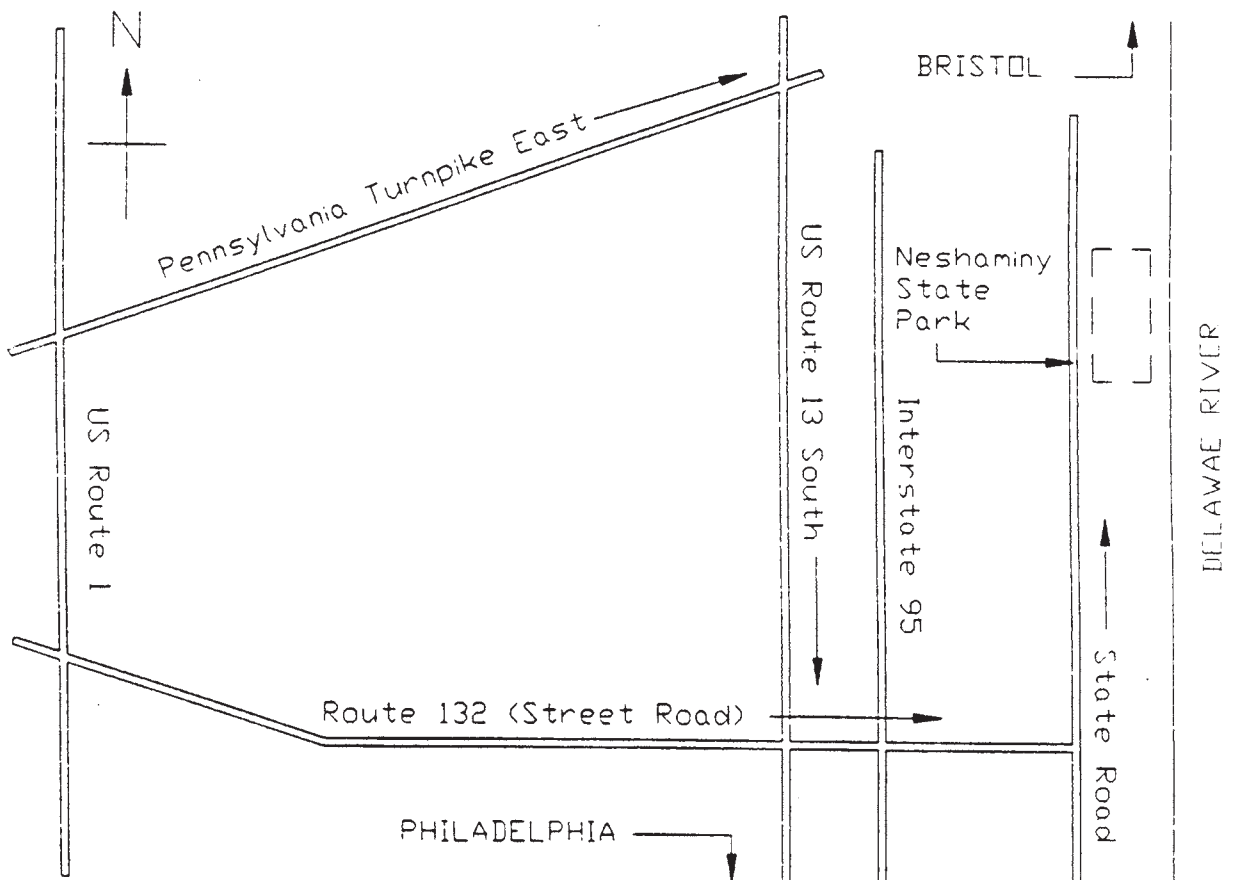 N
BRISTOL
Pennsylvania Turnpike East
US Route 13 South
Neshaminy
State
Park
DELAWAE RIVER
US Route 1
Interstate 95
State Road
Route 132 (Street Road)
PHILADELPHIA